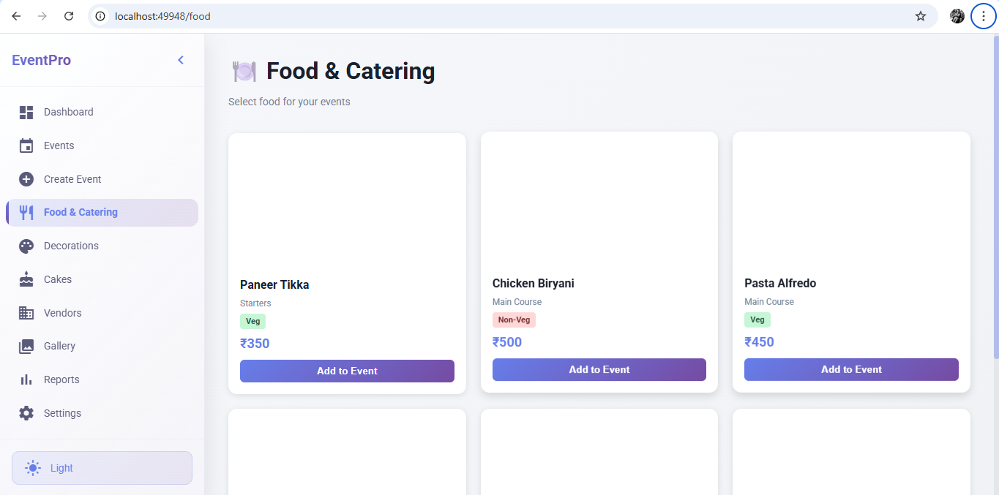 localhost:49948/food
EventPro
Dashboard
Events
Create Event
Food & Catering
Decorations
Cakes
Vendors
Gallery
Reports
Settings
Light
Food & Catering
Select food for your events
Paneer Tikka
Starters
Veg
₹350
Add to Event
Chicken Biryani
Main Course
Non-Veg
₹500
Add to Event
Pasta Alfredo
Main Course
Veg
₹450
Add to Event